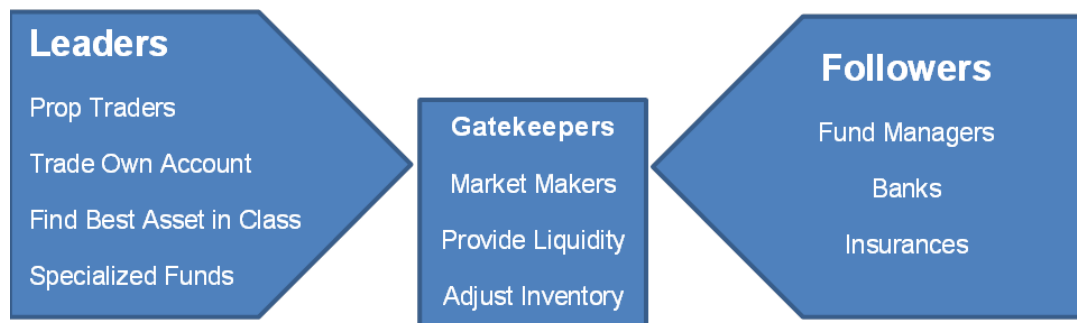 Leaders
Prop Traders
Trade Own Account
Find Best Asset in Class
Specialized Funds
Gatekeepers
Market Makers
Provide Liquidity
Adjust Inventory
Followers
Fund Managers
Banks
Insurances